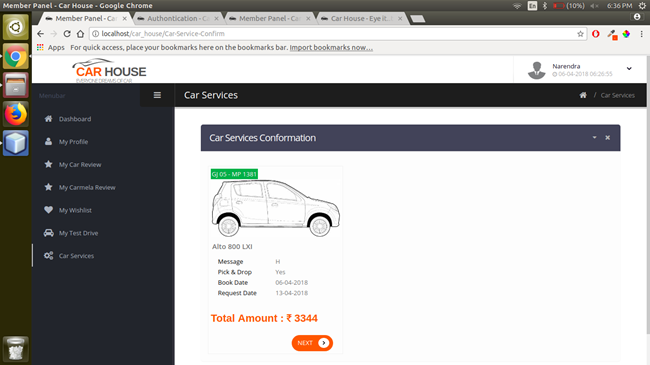 Member Panel - Car House - Google Chrome
En
(10%)
6:36 PM
Member Panel - Car
Authentication - Ca
Member Panel - Car
Car House - Eye it.
localhost/car_house/Car-Service-Confirm
Apps
For quick access, place your bookmarks here on the bookmarks bar. Import bookmarks now...
CAR HOUSE
EVERYONE DREAMS OF CAR
Narendra
06-04-2018 06:26:55
Menubar
Car Services
/ Car Services
Dashboard
My Profile
My Car Review
My Carmela Review
My Wishlist
My Test Drive
Car Services
Car Services Conformation
GJ 05 - MP 1381
Alto 800 LXI
Message H
Pick & Drop Yes
Book Date 06-04-2018
Request Date 13-04-2018
Total Amount : ₹ 3344
NEXT